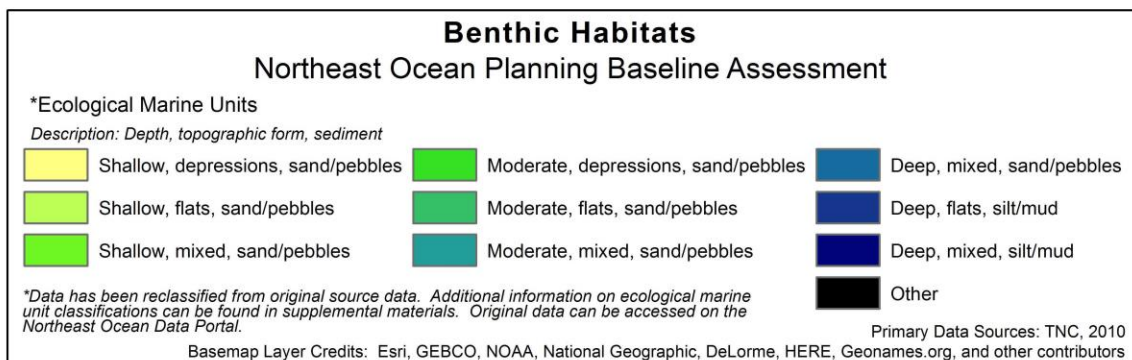 Benthic Habitats
Northeast Ocean Planning Baseline Assessment
*Ecological Marine Units
Description: Depth, topographic form, sediment
Shallow, depressions, sand/pebbles
Shallow, flats, sand/pebbles
Shallow, mixed, sand/pebbles
Moderate, depressions, sand/pebbles
Moderate, flats, sand/pebbles
Moderate, mixed, sand/pebbles
Deep, mixed, sand/pebbles
Deep, flats, silt/mud
Deep, mixed, silt/mud
Other
*Data has been reclassified from original source data. Additional information on ecological marine
unit classifications can be found in supplemental materials. Original data can be accessed on the
Northeast Ocean Data Portal.
Primary Data Sources: TNC, 2010
Basemap Layer Credits: Esri, GEBCO, NOAA, National Geographic, DeLorme, HERE, Geonames.org, and other contributors